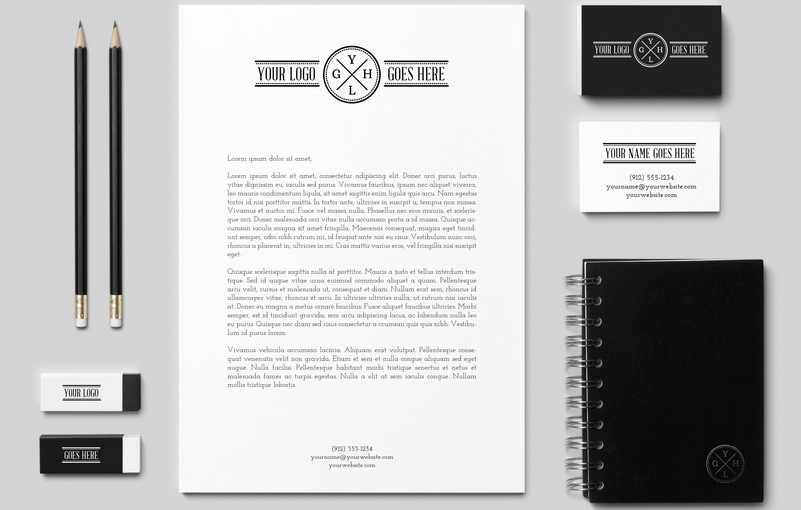 YOUR LOGO
Y
G H
L
GOES HERE
Lorem ipsum dolor sit amet,
Lorem ipsum dolor sit amet, consectetur adipiscing elit. Donec orci purus, luctus
vitae dignissim eu, iaculis sed purus. Vivamus faucibus, ipsum nec aliquet viverra,
leo mauris condimentum ligula, sit amet sagittis enim ligula quis arcu. Nam egestas
tortor id nisi porttitor mattis. In tortor ante, ultricies in suscipit a, tempus non massa.
Vivamus et auctor mi. Fusce vel massa nulla. Phasellus nec eros mauris, et sceleris-
que orci. Donec malesuada orci vitae nulla accumsan porta a id massa. Quisque ac-
cumsan iaculis magna sit amet fringilla. Maecenas consequat, magna eget tincid-
unt semper, odio nibh rutrum mi, id feugiat ante nisi eu risus. Vestibulum nunc orci,
rhoncus a placerat in, ultricies in mi. Cras mattis varius eros, vel fringilla nisi suscipit
eget.
Quisque scelerisque sagittis nulla at porttitor. Mauris a justo et tellus interdum tris-
tique. Sed id augue vitae urna euismod commodo aliquet a quam. Pellentesque
arcu velit, cursus et malesuada ut, consequat et diam. Nullam erat sem, rhoncus id
ullamcorper vitae, rhoncus et arcu. In ultricies ultricies nulla, ut rutrum nisi iaculis
at. Donec eu magna a metus ornare faucibus. Fusce aliquet faucibus ultricies. Morbi
semper, est id tincidunt gravida, sem arcu adipiscing lacus, ac bibendum nulla leo
eu purus. Quisque nec diam sed risus consectetur a ccumsan quis quis nibh. Vestibu-
lum id purus lorem.
Vivamus vehicula accumsan lacinia. Aliquam erat volutpat. Pellentesque conse-
quat venenatis velit non gravida. Etiam et sem et nulla congue aliquam eget sed
augue. Nulla facilisi. Pellentesque habitant morbi tristique senectus et netus et
malesuada fames ac turpis egestas. Nulla a elit at sem iaculis congue. Nullam
mollis tristique lobortis.
(912) 555-1234
yourname@yourwebsite.com
yourwebsite.com
YOUR LOGO
GOES HERE
YOUR LOGO
Y
G H
L
GOES HERE
YOUR NAME GOES HERE
(912) 555-1234
yourname@yourwebsite.com
yourwebsite.com
Y
G H
L